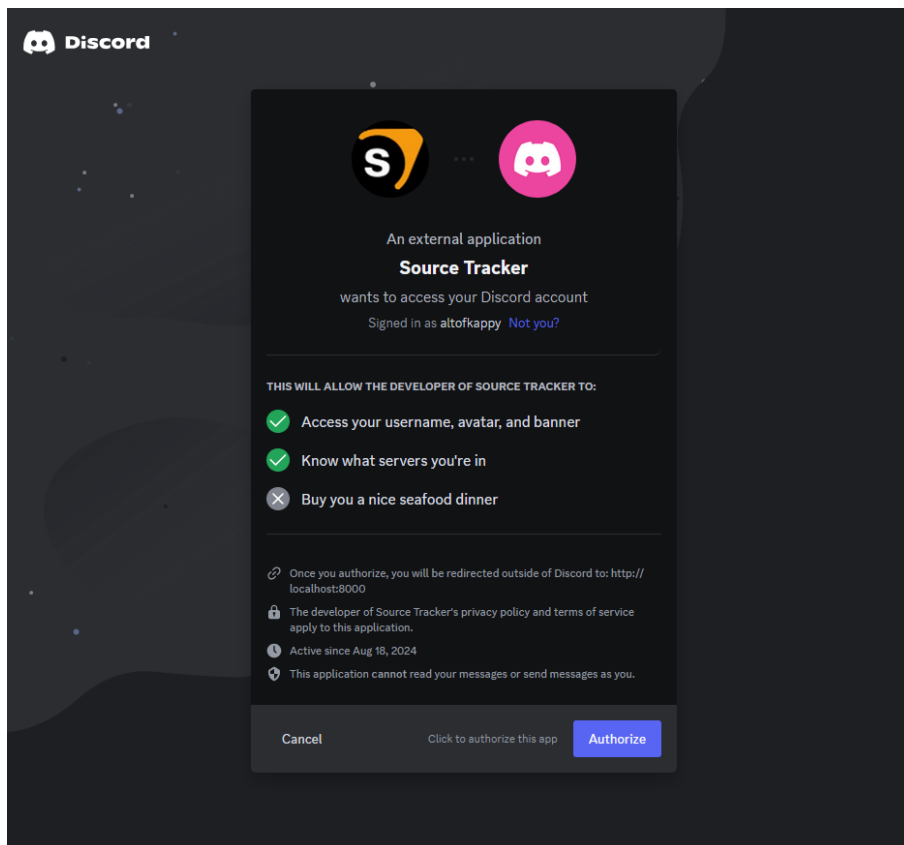 Discord
S
An external application
Source Tracker
wants to access your Discord account
Signed in as altofkappy Not you?
THIS WILL ALLOW THE DEVELOPER OF SOURCE TRACKER TO:
Access your username, avatar, and banner
Know what servers you're in
Buy you a nice seafood dinner
Once you authorize, you will be redirected outside of Discord to: http://
localhost:8000
The developer of Source Tracker's privacy policy and terms of service
apply to this application.
Active since Aug 18, 2024
This application cannot read your messages or send messages as you.
Cancel Click to authorize this app Authorize